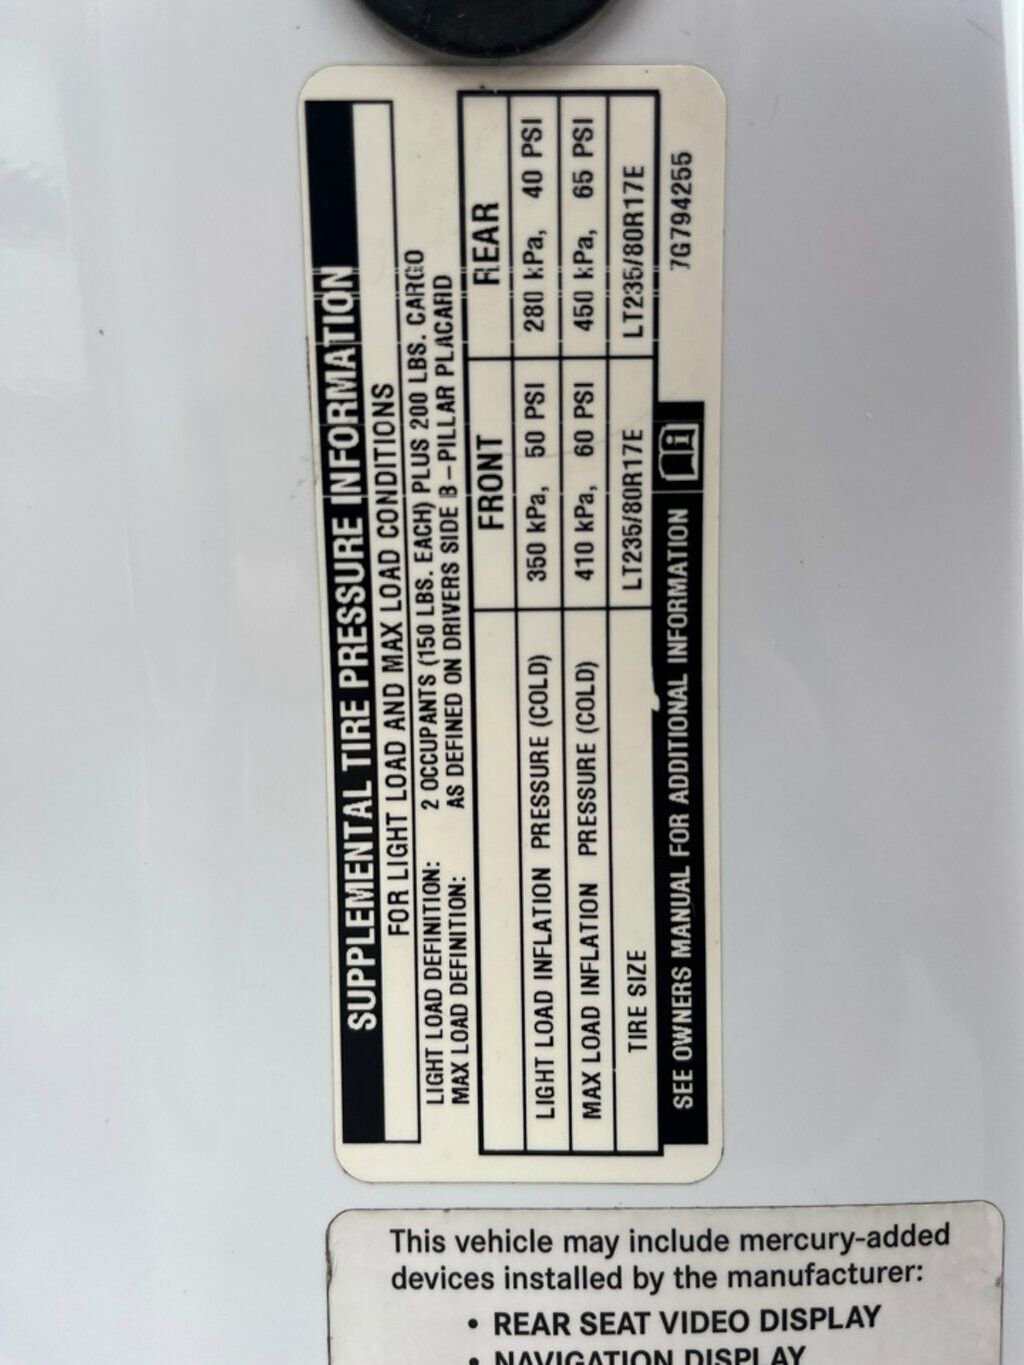 SUPPLEMENTAL TIRE PRESSURE INFORMATION
FOR LIGHT LOAD AND MAX LOAD CONDITIONS
LIGHT LOAD DEFINITION: 2 OCCUPANTS (150 LBS. EACH) PLUS 200 LBS. CARGO
MAX LOAD DEFINITION: AS DEFINED ON DRIVERS SIDE B-PILLAR PLACARD
FRONT REAR
LIGHT LOAD INFLATION PRESSURE (COLD) 350 kPa, 50 PSI 280 kPa, 40 PSI
MAX LOAD INFLATION PRESSURE (COLD) 410 kPa, 60 PSI 450 kPa, 65 PSI
TIRE SIZE LT235/80R17E LT235/80R17E
SEE OWNERS MANUAL FOR ADDITIONAL INFORMATION 7G794255
This vehicle may include mercury-added
devices installed by the manufacturer:
• REAR SEAT VIDEO DISPLAY
• NAVIGATION DISPLAY